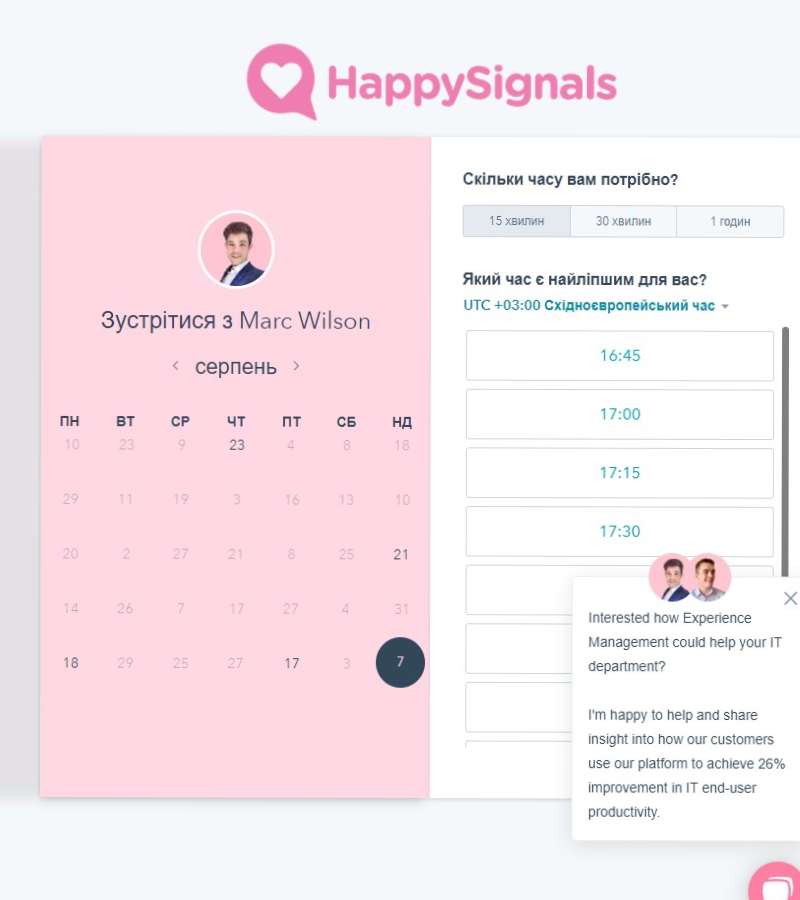 HappySignals
Зустрітися з Marc Wilson
серпень
ПН ВТ СР ЧТ ПТ СБ НД
10 23 9 23 4 8 18
29 11 19 3 16 13 10
20 2 27 21 8 25 21
14 26 7 17 27 4 31
18 29 25 27 17 3 7
Скільки часу вам потрібно?
15 хвилин 30 хвилин 1 годин
Який час є найліпшим для вас?
UTC +03:00 Східноєвропейський час
16:45
17:00
17:15
17:30
Interested how Experience
Management could help your IT
department?
I'm happy to help and share
insight into how our customers
use our platform to achieve 26%
improvement in IT end-user
productivity.